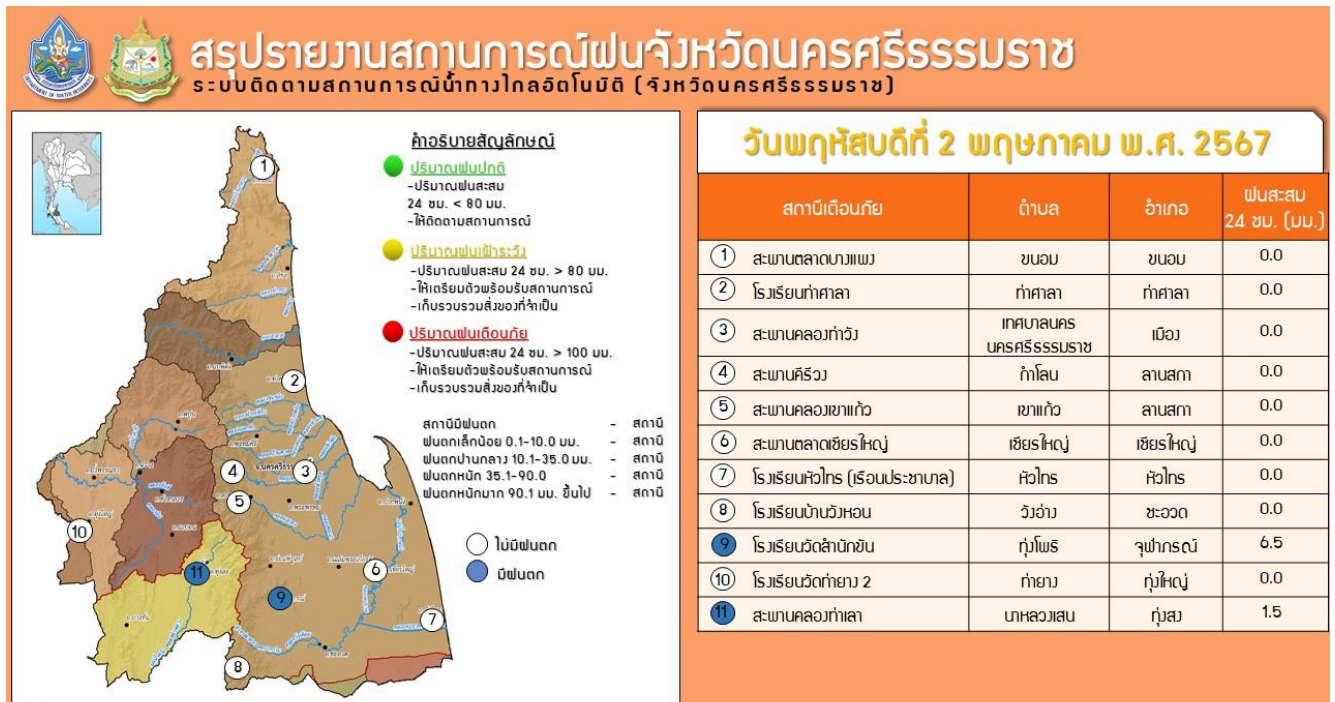 สรุปรายงานสถานการณ์ฝนจังหวัดนครศรีธรรมราช
ระบบติดตามสถานการณ์น้ำทางไกลอัตโนมัติ (จังหวัดนครศรีธรรมราช)
คำอธิบายสัญลักษณ์
ปริมาณฝนปกติ
-ปริมาณฝนสะสม
24 ชม. < 80 มม.
-ให้ติดตามสถานการณ์
ปริมาณฝนเฝ้าระวัง
-ปริมาณฝนสะสม 24 ชม. > 80 มม.
-ให้เตรียมตัวพร้อมรับสถานการณ์
-เก็บรวบรวมสิ่งของที่จำเป็น
ปริมาณฝนเตือนภัย
-ปริมาณฝนสะสม 24 ชม. > 100 มม.
-ให้เตรียมตัวพร้อมรับสถานการณ์
-เก็บรวบรวมสิ่งของที่จำเป็น
สถานีมีฝนตก - สถานี
ฝนตกเล็กน้อย 0.1-10.0 มม. - สถานี
ฝนตกปานกลาง 10.1-35.0 มม. - สถานี
ฝนตกหนัก 35.1-90.0 - สถานี
ฝนตกหนักมาก 90.1 มม. ขึ้นไป - สถานี
ไม่มีฝนตก
มีฝนตก
1
2
3
4
5
10
11
9
6
7
8
วันพฤหัสบดีที่ 2 พฤษภาคม พ.ศ. 2567
สถานีเตือนภัย ตำบล อำเภอ ฝนสะสม
24 ชม. (มม.)
1 สะพานตลาดบางแพง ขนอม ขนอม 0.0
2 โรงเรียนท่าศาลา ท่าศาลา ท่าศาลา 0.0
3 สะพานคลองท่าวัง เทศบาลนคร
นครศรีธรรมราช เมือง 0.0
4 สะพานคีรีวง กำโลน ลานสกา 0.0
5 สะพานคลองเขาแก้ว เขาแก้ว ลานสกา 0.0
6 สะพานตลาดเชียรใหญ่ เชียรใหญ่ เชียรใหญ่ 0.0
7 โรงเรียนหัวไทร (เรือนประชาบาล) หัวไทร หัวไทร 0.0
8 โรงเรียนบ้านวังหอน วังอ่าง ชะอวด 0.0
9 โรงเรียนวัดสำนักขัน ทุ่งโพธิ จุฬาภรณ์ 6.5
10 โรงเรียนวัดท่ายาง 2 ท่ายาง ทุ่งใหญ่ 0.0
11 สะพานคลองท่าเลา นาหลวงเสน ทุ่งสง 1.5